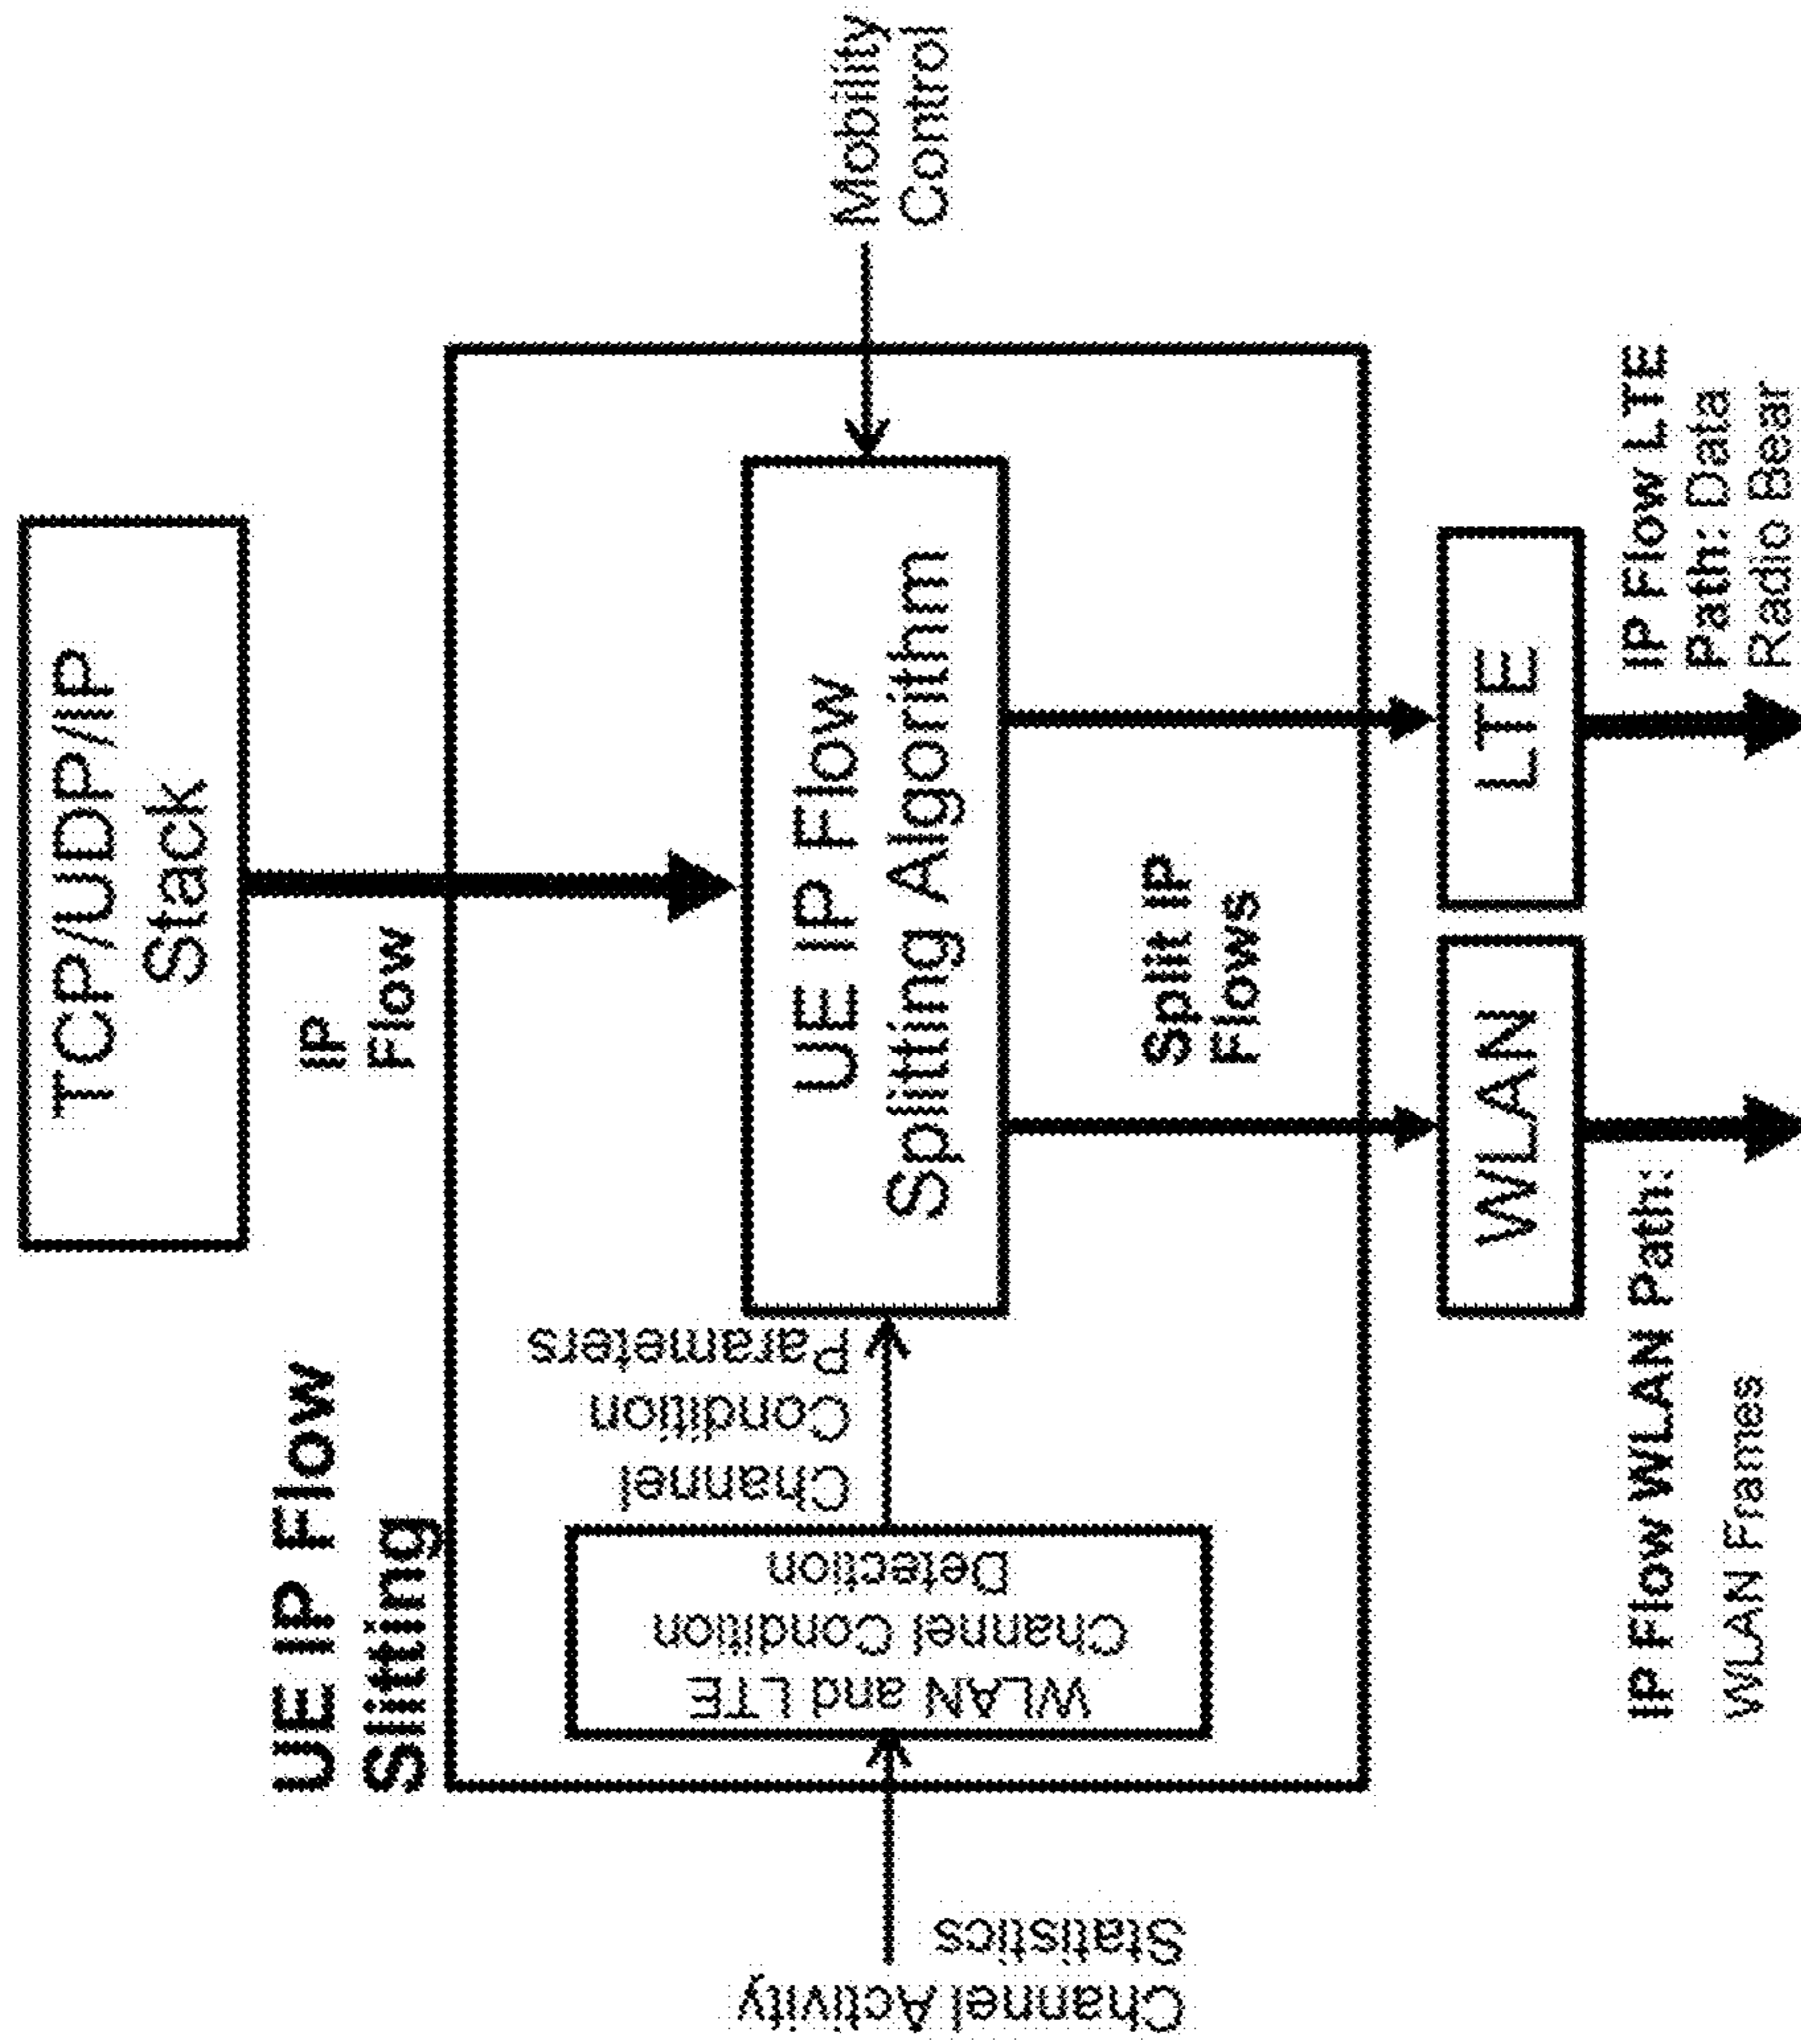 TCP/UDP/IP
Stack
IP
Flow
UE IP Flow
Slitting
UE IP Flow
Splitting Algorithm
Mobility
Control
Channel
Condition
Parameters
WLAN and LTE
Channel Condition
Detection
Channel Activity
Statistics
Split IP
Flows
WLAN
LTE
IP Flow WLAN Path:
WLAN Frames
IP Flow LTE
Path: Data
Radio Bear